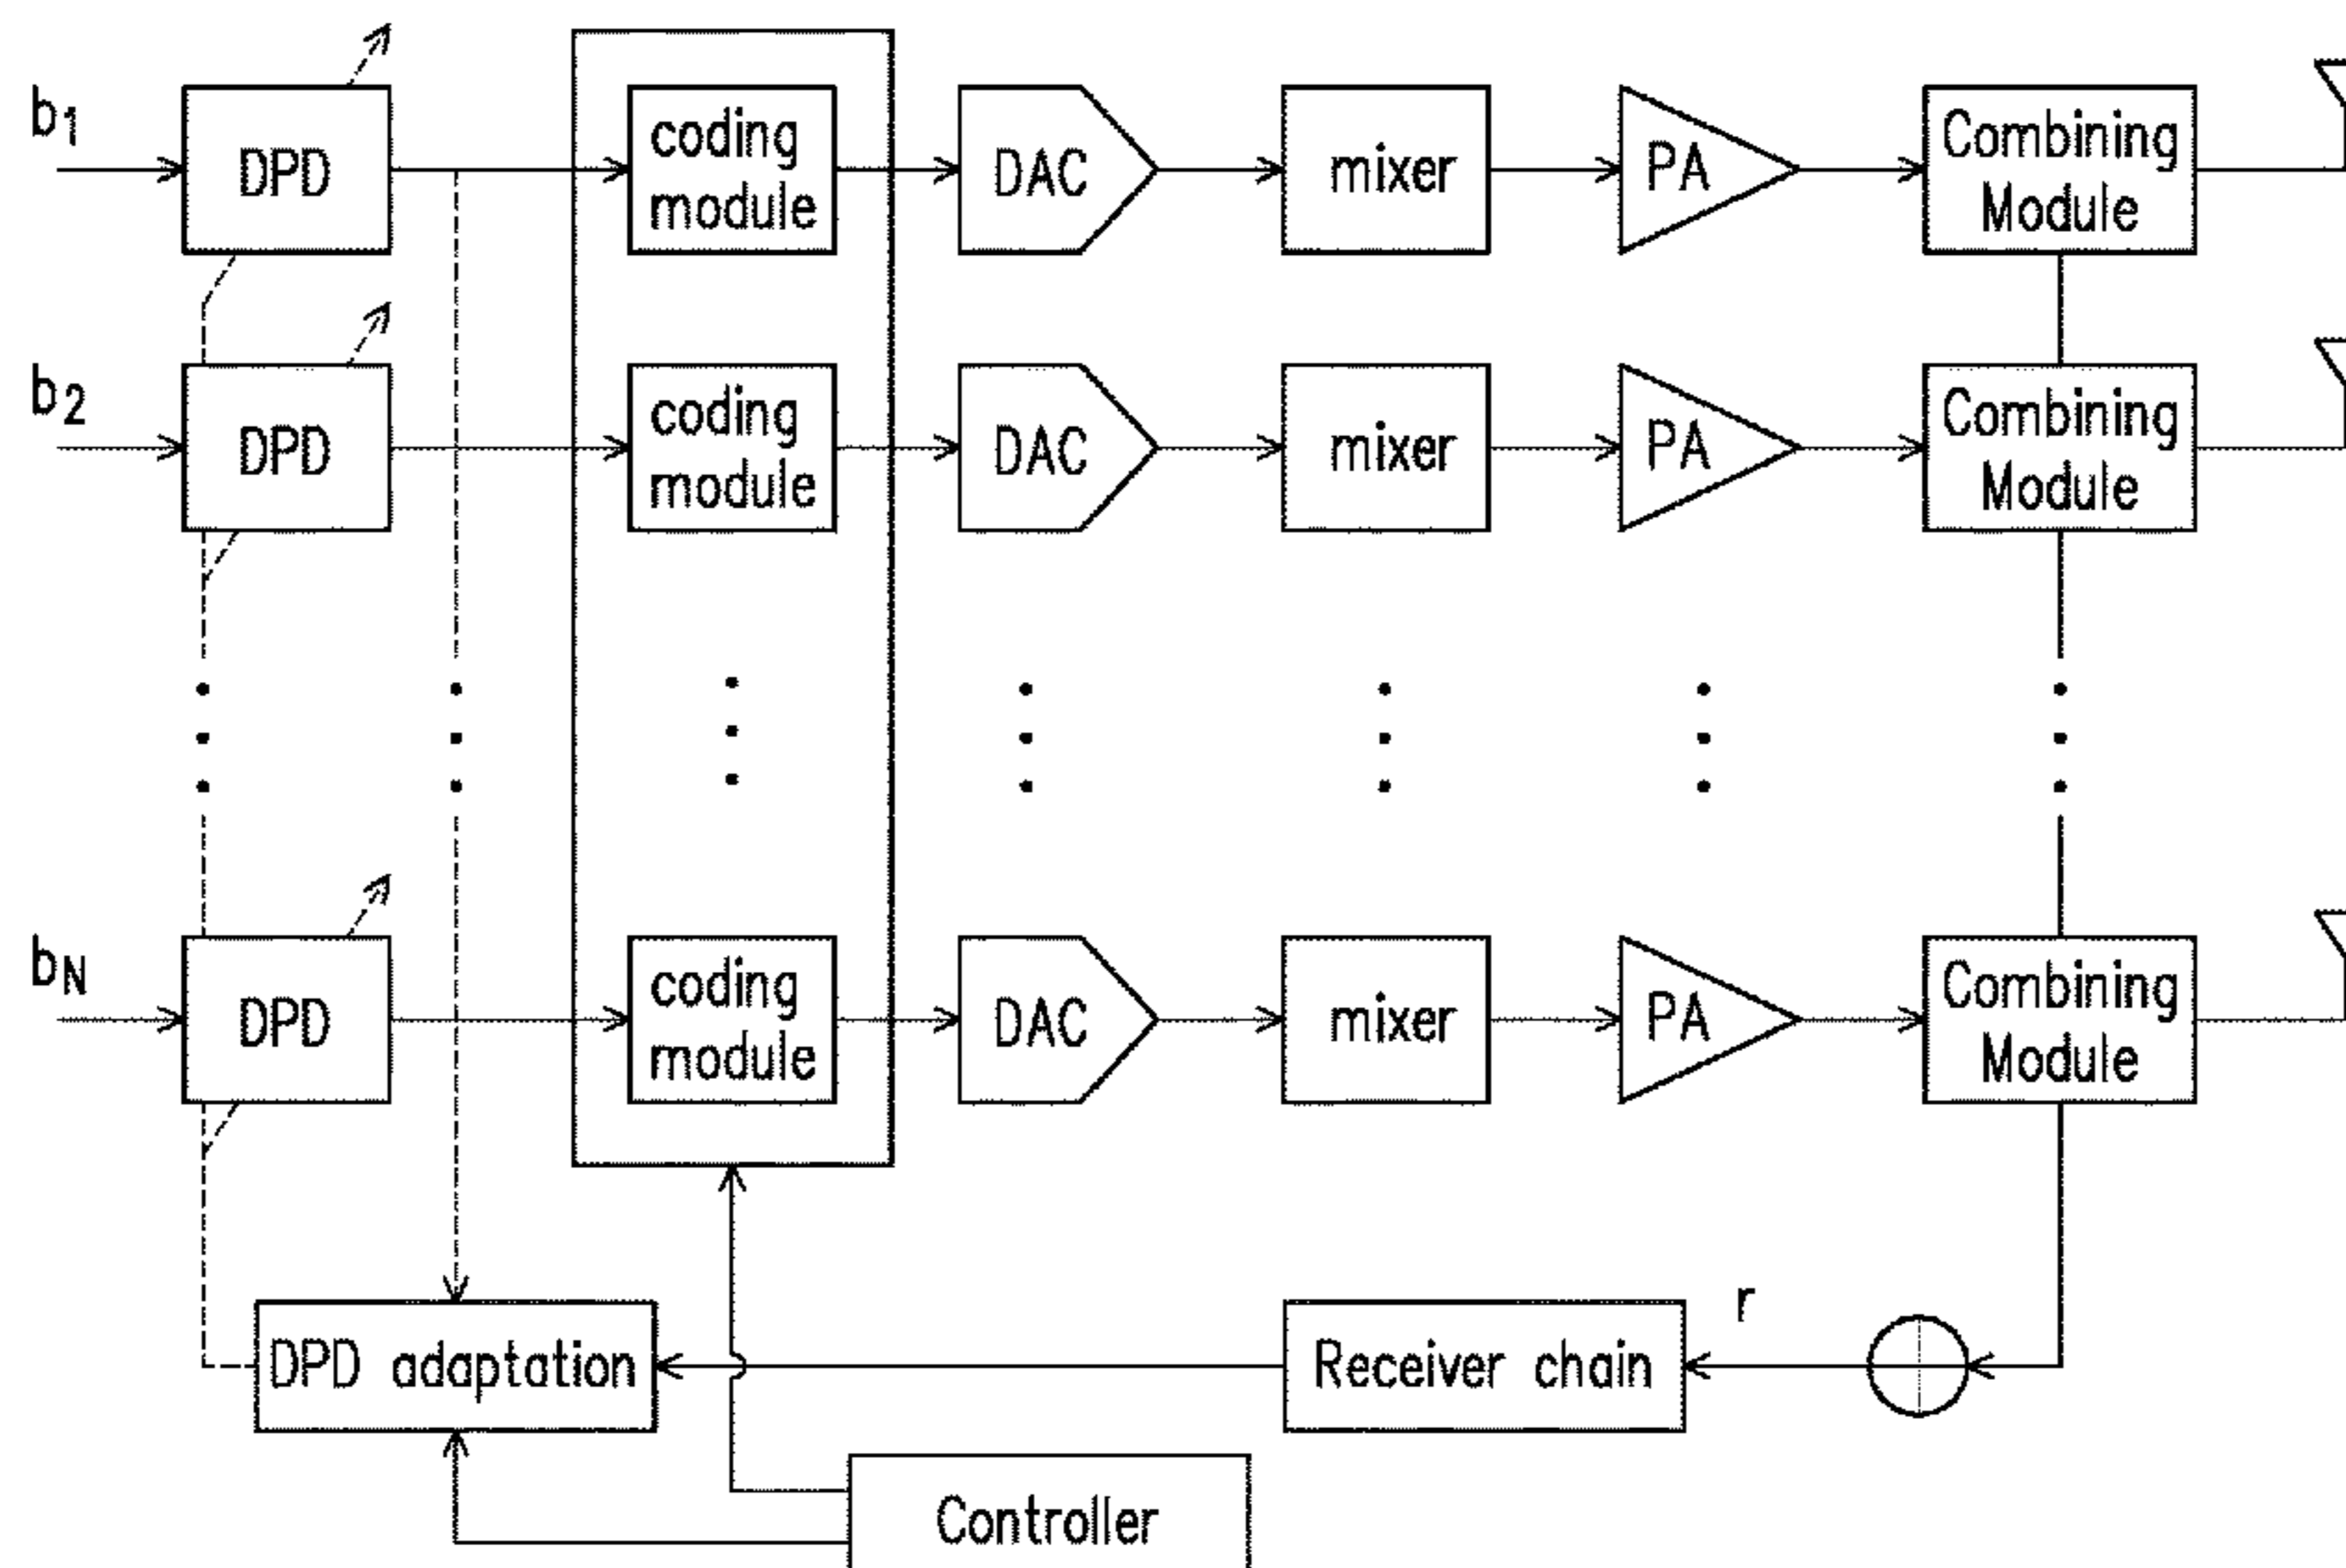 b1
DPD
coding
module
DAC
mixer
PA
Combining
Module
b2
DPD
coding
module
DAC
mixer
PA
Combining
Module
bN
DPD
coding
module
DAC
mixer
PA
Combining
Module
DPD adaptation
Receiver chain
r
Controller